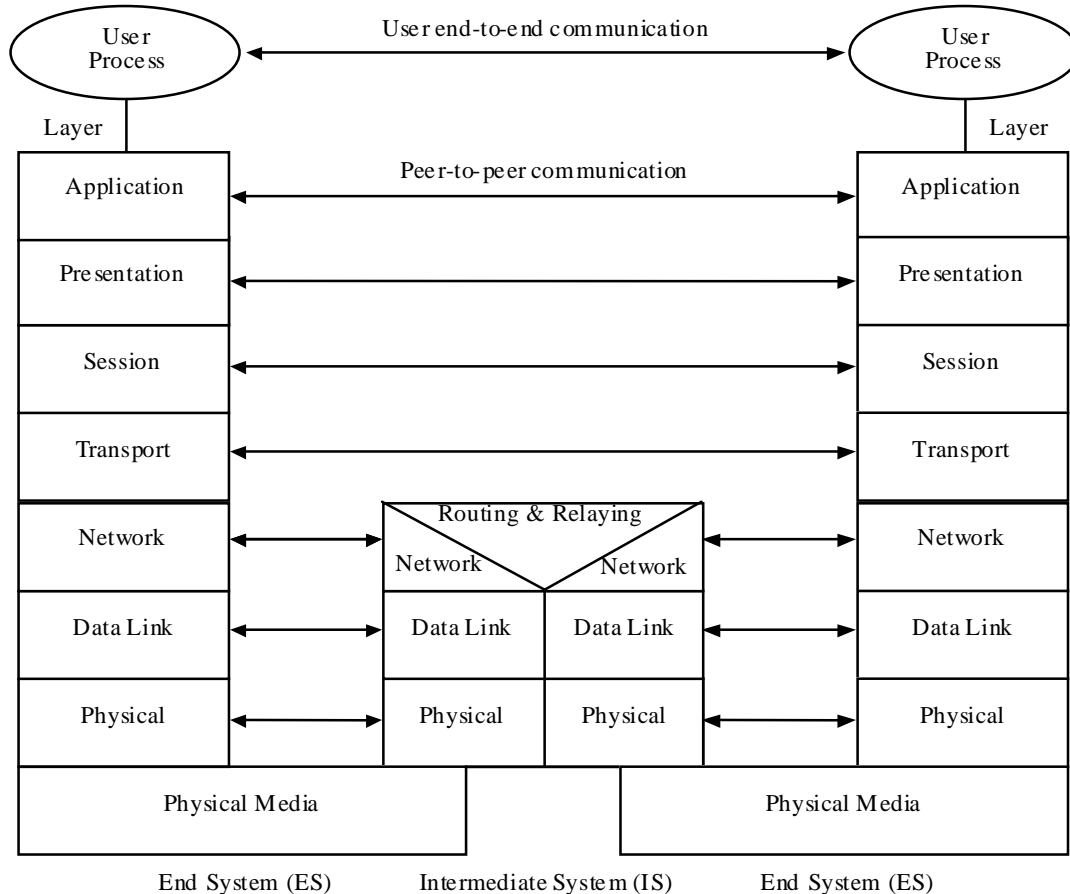 User end-to-end communication
User
Process
User
Process
Layer
Layer
Application
Peer-to-peer communication
Application
Presentation
Presentation
Session
Session
Transport
Transport
Routing & Relaying
Network
Network
Network
Network
Data Link
Data Link
Data Link
Data Link
Physical
Physical
Physical
Physical
Physical Media
Physical Media
End System (ES)
Intermediate System (IS)
End System (ES)